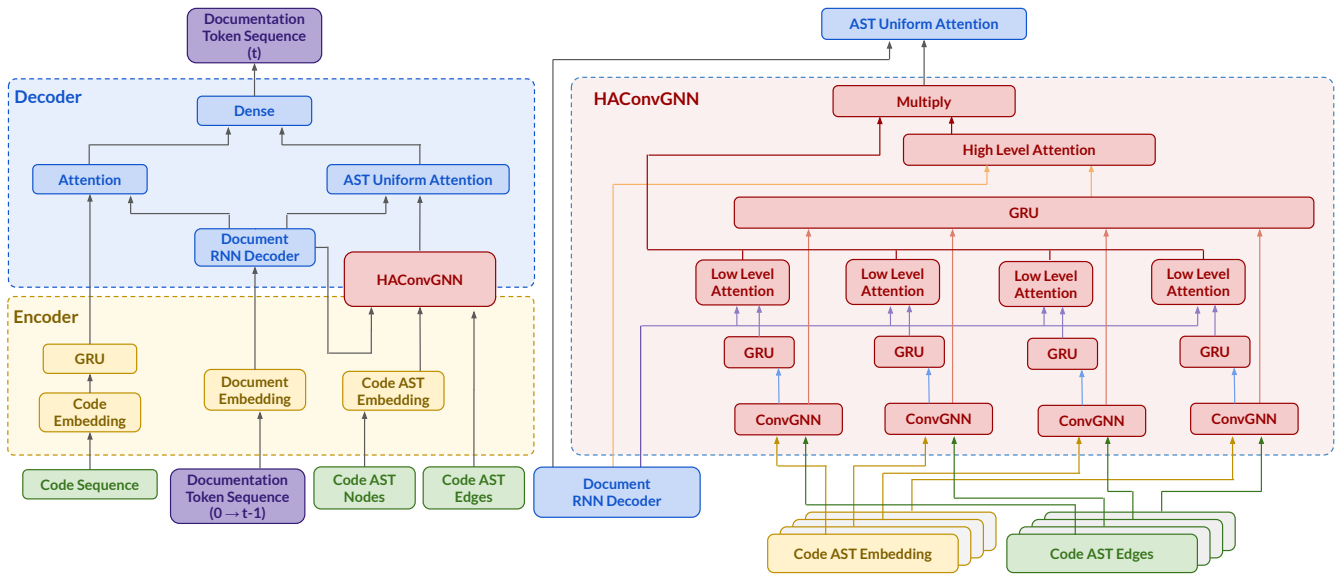 Documentation
Token Sequence
(t)
Decoder
Dense
Attention
AST Uniform Attention
Document
RNN Decoder
HAConvGNN
Encoder
GRU
Code
Embedding
Document
Embedding
Code AST
Embedding
Code Sequence
Documentation
Token Sequence
(0 → t-1)
Code AST
Nodes
Code AST
Edges
AST Uniform Attention
HAConvGNN
Multiply
High Level Attention
GRU
Low Level
Attention
Low Level
Attention
Low Level
Attention
Low Level
Attention
GRU
GRU
GRU
GRU
ConvGNN
ConvGNN
ConvGNN
ConvGNN
Document
RNN Decoder
Code AST Embedding
Code AST Edges